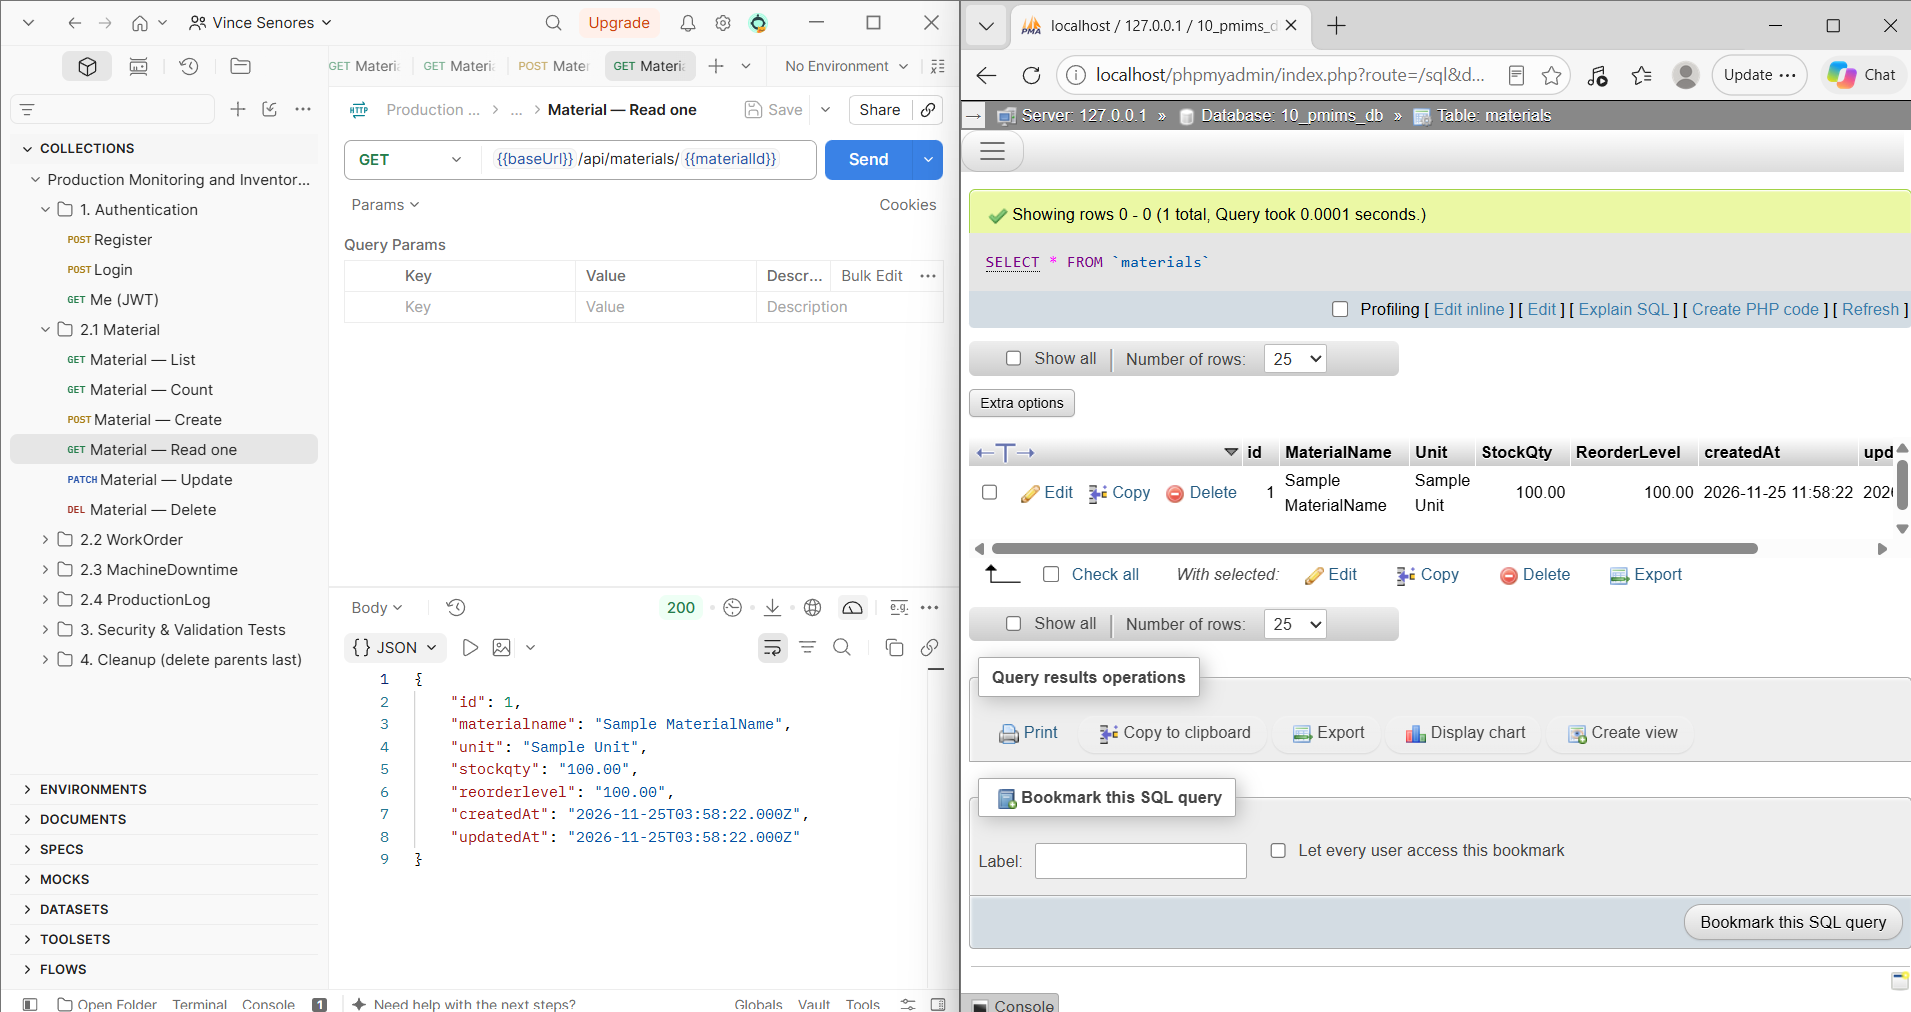 Vince Senores
Upgrade
GET Materi
GET Materi
POST Mater
GET Materia
No Environment
Production ...
...
Material — Read one
Save
Share
GET
{{baseUrl}} /api/materials/ {{materialId}}
Send
Params
Cookies
Query Params
Key
Value
Descr...
Bulk Edit
Key
Value
Description
COLLECTIONS
Production Monitoring and Inventor...
1. Authentication
POST Register
POST Login
GET Me (JWT)
2.1 Material
GET Material — List
GET Material — Count
POST Material — Create
GET Material — Read one
PATCH Material — Update
DEL Material — Delete
2.2 WorkOrder
2.3 MachineDowntime
2.4 ProductionLog
3. Security & Validation Tests
4. Cleanup (delete parents last)
ENVIRONMENTS
DOCUMENTS
SPECS
MOCKS
DATASETS
TOOLSETS
FLOWS
Body
200
e.g.
{} JSON
1 {
2 "id": 1,
3 "materialname": "Sample MaterialName",
4 "unit": "Sample Unit",
5 "stockqty": "100.00",
6 "reorderlevel": "100.00",
7 "createdAt": "2026-11-25T03:58:22.000Z",
8 "updatedAt": "2026-11-25T03:58:22.000Z"
9 }
Open Folder
Terminal
Console
1
Need help with the next steps?
Globals
Vault
Tools
PMA
localhost / 127.0.0.1 / 10_pmims_d
localhost/phpmyadmin/index.php?route=/sql&d...
Update
Chat
Server: 127.0.0.1 » Database: 10_pmims_db » Table: materials
Showing rows 0 - 0 (1 total, Query took 0.0001 seconds.)
SELECT * FROM `materials`
Profiling [ Edit inline ] [ Edit ] [ Explain SQL ] [ Create PHP code ] [ Refresh ]
Show all
Number of rows:
25
Extra options
id
MaterialName
Unit
StockQty
ReorderLevel
createdAt
upd
Edit
Copy
Delete
1
Sample
MaterialName
Sample
Unit
100.00
100.00
2026-11-25 11:58:22
202
Check all
With selected:
Edit
Copy
Delete
Export
Show all
Number of rows:
25
Query results operations
Print
Copy to clipboard
Export
Display chart
Create view
Bookmark this SQL query
Label:
Let every user access this bookmark
Bookmark this SQL query
Console